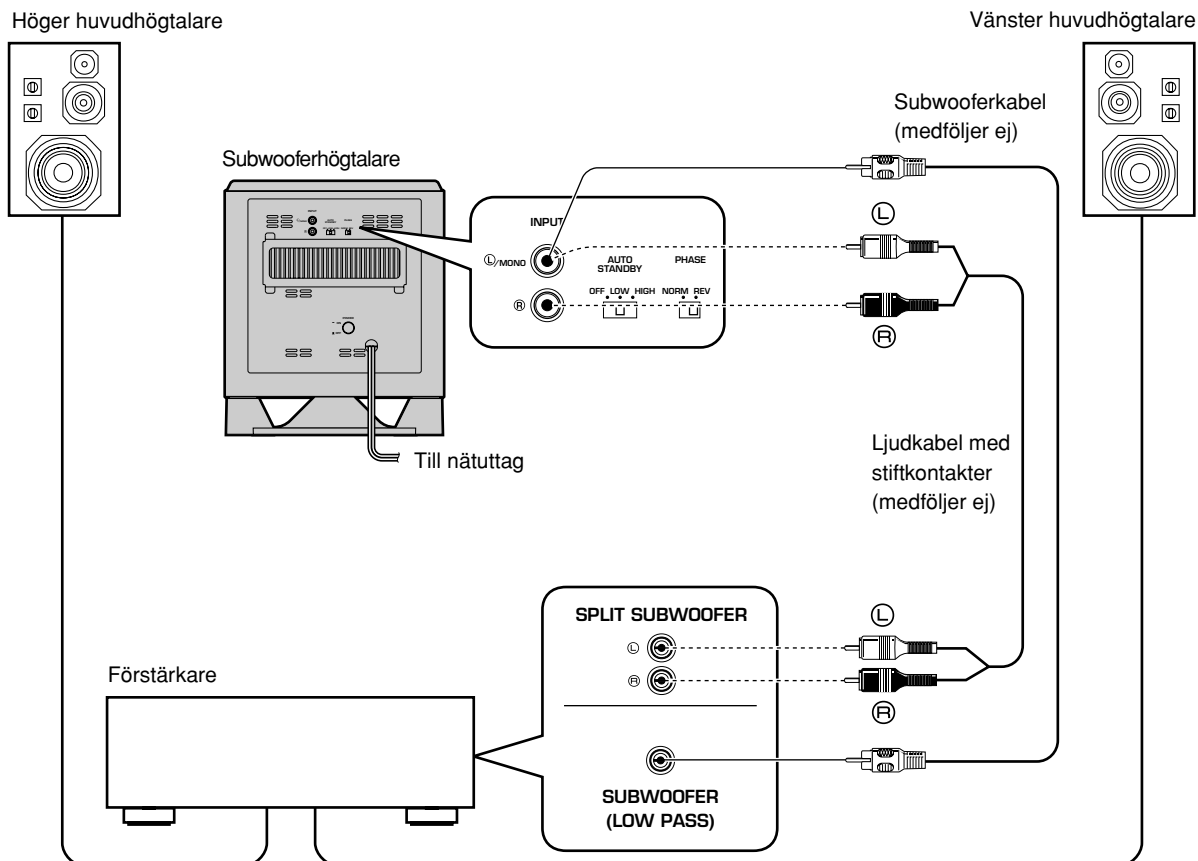 Höger huvudhögtalare
Vänster huvudhögtalare
Subwooferkabel
(medföljer ej)
Subwooferhögtalare
INPUT
Ⓛ/MONO
AUTO
STANDBY
PHASE
OFF LOW HIGH
NORM REV
Ⓡ
Ⓛ
Ⓡ
Till nätuttag
Ljudkabel med
stiftkontakter
(medföljer ej)
SPLIT SUBWOOFER
Ⓛ
Ⓡ
Ⓛ
Ⓡ
Förstärkare
SUBWOOFER
(LOW PASS)